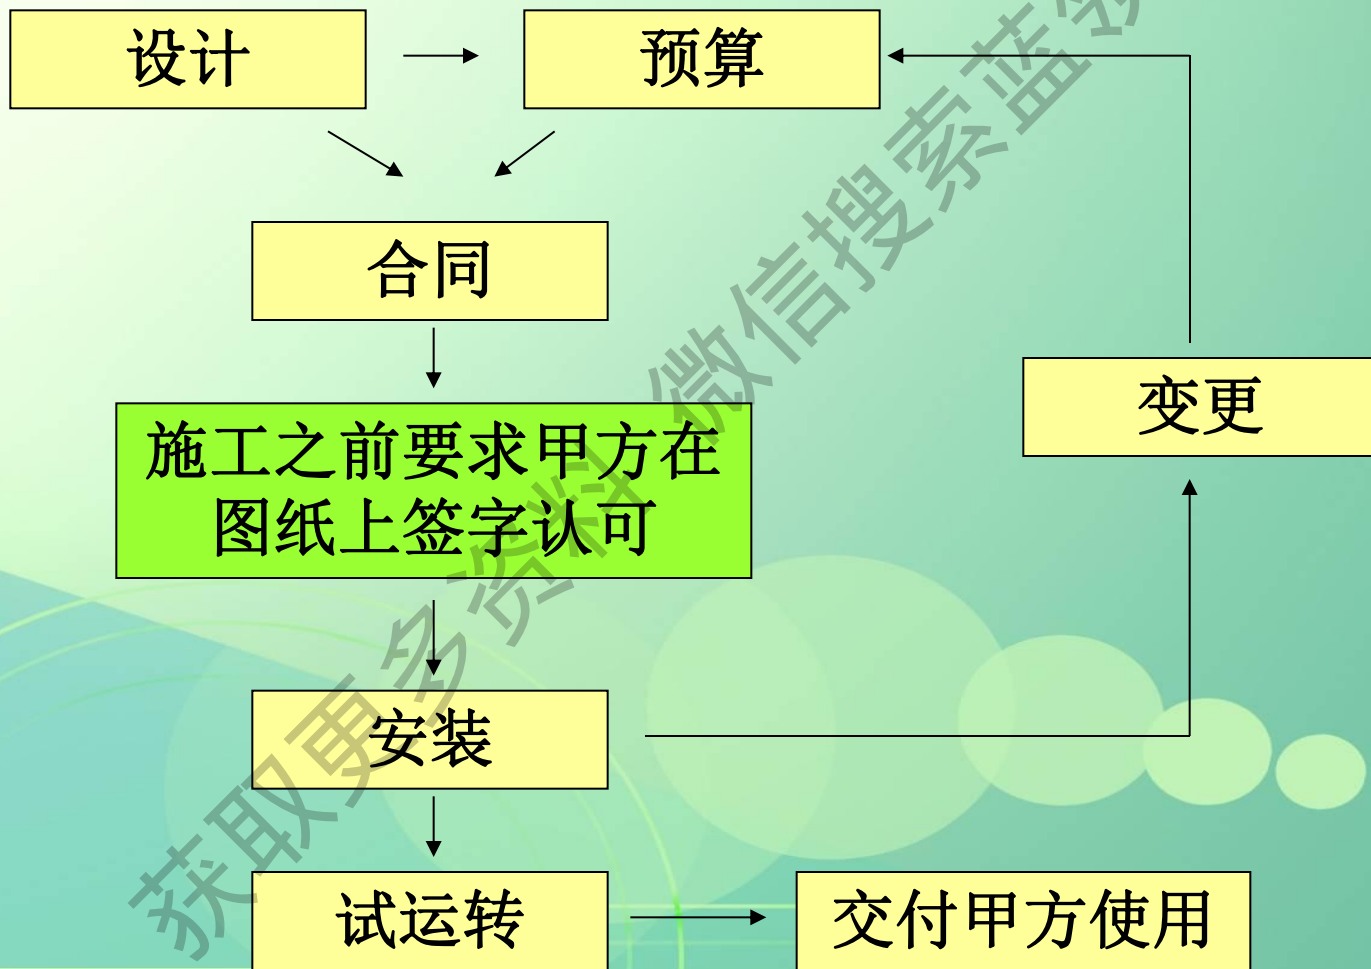 设计
预算
合同
变更
施工之前要求甲方在
图纸上签字认可
安装
试运转
交付甲方使用
获取更多资料 微信搜索蓝领